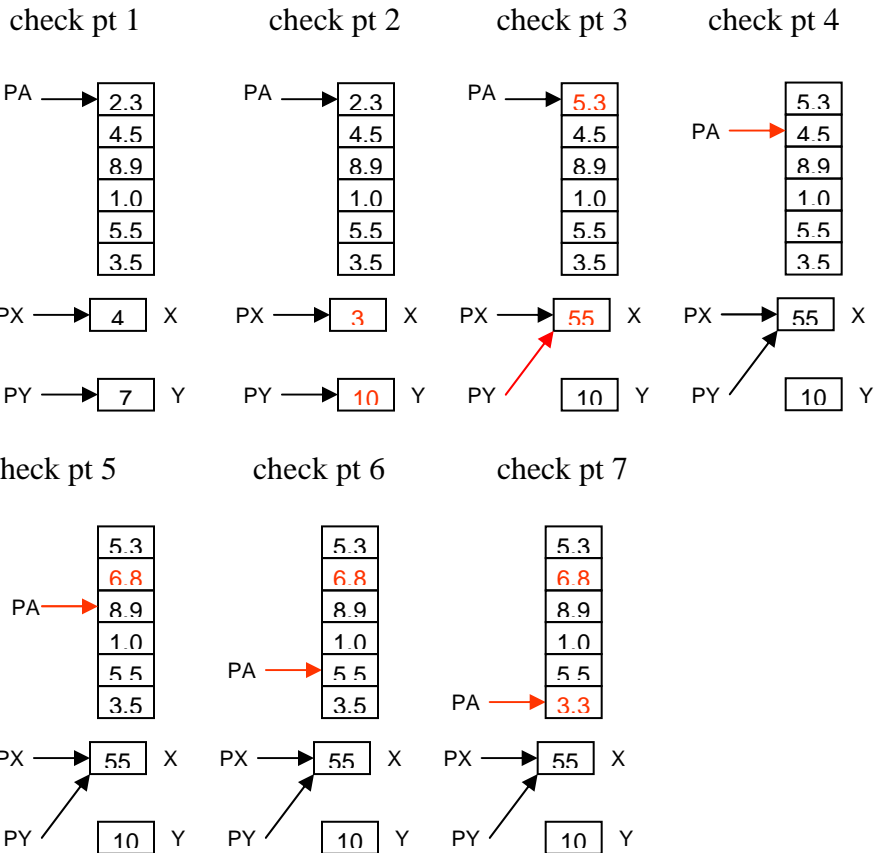 check pt 1 check pt 2 check pt 3 check pt 4
PA 2.3 PA 2.3 PA 5.3 5.3
4.5 4.5 4.5 PA 4.5
8.9 8.9 8.9 8.9
1.0 1.0 1.0 1.0
5.5 5.5 5.5 5.5
3.5 3.5 3.5 3.5
PX 4 X PX 3 X PX 55 X PX 55 X
PY 7 Y PY 10 Y PY 10 Y PY 10 Y
heck pt 5 check pt 6 check pt 7
5.3 5.3 5.3
6.8 6.8 6.8
PA 8.9 8.9 8.9
1.0 1.0 1.0
5.5 PA 5.5 5.5
3.5 3.5 PA 3.3
PX 55 X PX 55 X PX 55 X
PY 10 Y PY 10 Y PY 10 Y